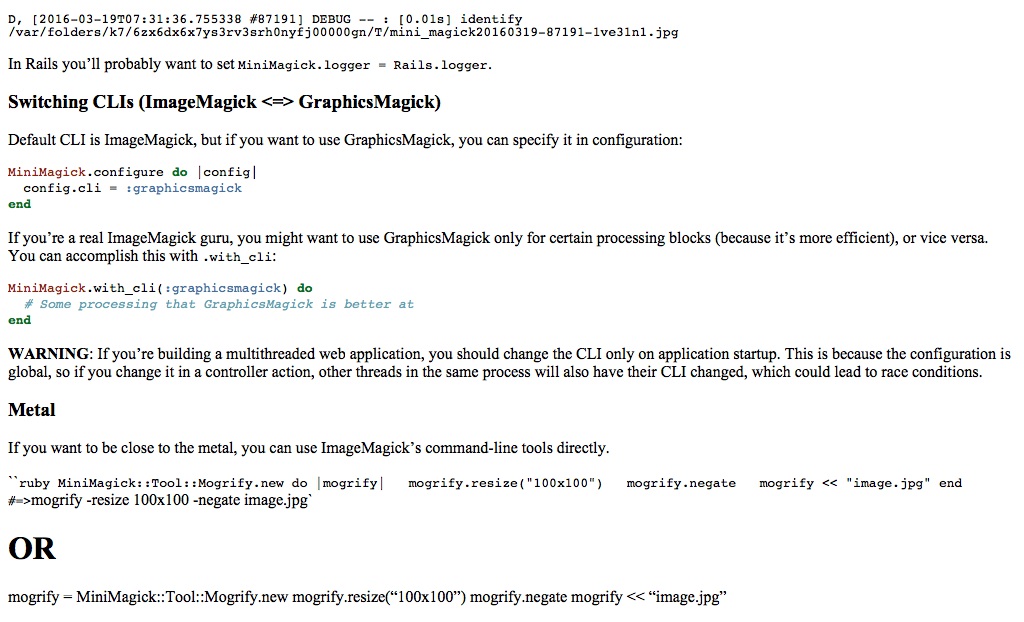 D, [2016-03-19T07:31:36.755338 #87191] DEBUG -- : [0.01s] identify
/var/folders/k7/6zx6dx6x7ys3rv3srh0nyfj00000gn/T/mini_magick20160319-87191-1ve31n1.jpg
In Rails you’ll probably want to set MiniMagick.logger = Rails.logger.
Switching CLIs (ImageMagick <=> GraphicsMagick)
Default CLI is ImageMagick, but if you want to use GraphicsMagick, you can specify it in configuration:
MiniMagick.configure do |config|
  config.cli = :graphicsmagick
end
If you’re a real ImageMagick guru, you might want to use GraphicsMagick only for certain processing blocks (because it’s more efficient), or vice versa.
You can accomplish this with .with_cli:
MiniMagick.with_cli(:graphicsmagick) do
  # Some processing that GraphicsMagick is better at
end
WARNING: If you’re building a multithreaded web application, you should change the CLI only on application startup. This is because the configuration is
global, so if you change it in a controller action, other threads in the same process will also have their CLI changed, which could lead to race conditions.
Metal
If you want to be close to the metal, you can use ImageMagick’s command-line tools directly.
``ruby MiniMagick::Tool::Mogrify.new do |mogrify|   mogrify.resize("100x100")   mogrify.negate   mogrify << "image.jpg" end
#=>mogrify -resize 100x100 -negate image.jpg`
OR
mogrify = MiniMagick::Tool::Mogrify.new mogrify.resize(“100x100”) mogrify.negate mogrify << “image.jpg”